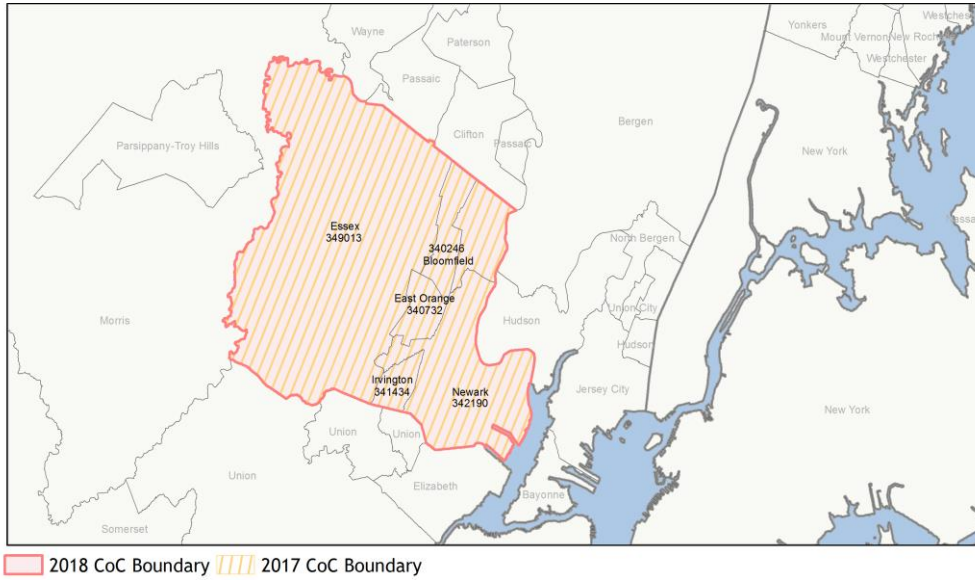 Wayne
Paterson
Yonkers
Westches
Mount Vernon
New Roch
Westchester
Passaic
Clifton
Passaic
Bergen
Parsippany-Troy Hills
New York
Essex
349013
340246
Bloomfield
North Bergen
East Orange
340732
Union City
Hudson
Hudson
Morris
Irvington
341434
Newark
342190
Jersey City
New York
Union
Union
Union
Elizabeth
Bayonne
Somerset
2018 CoC Boundary
2017 CoC Boundary